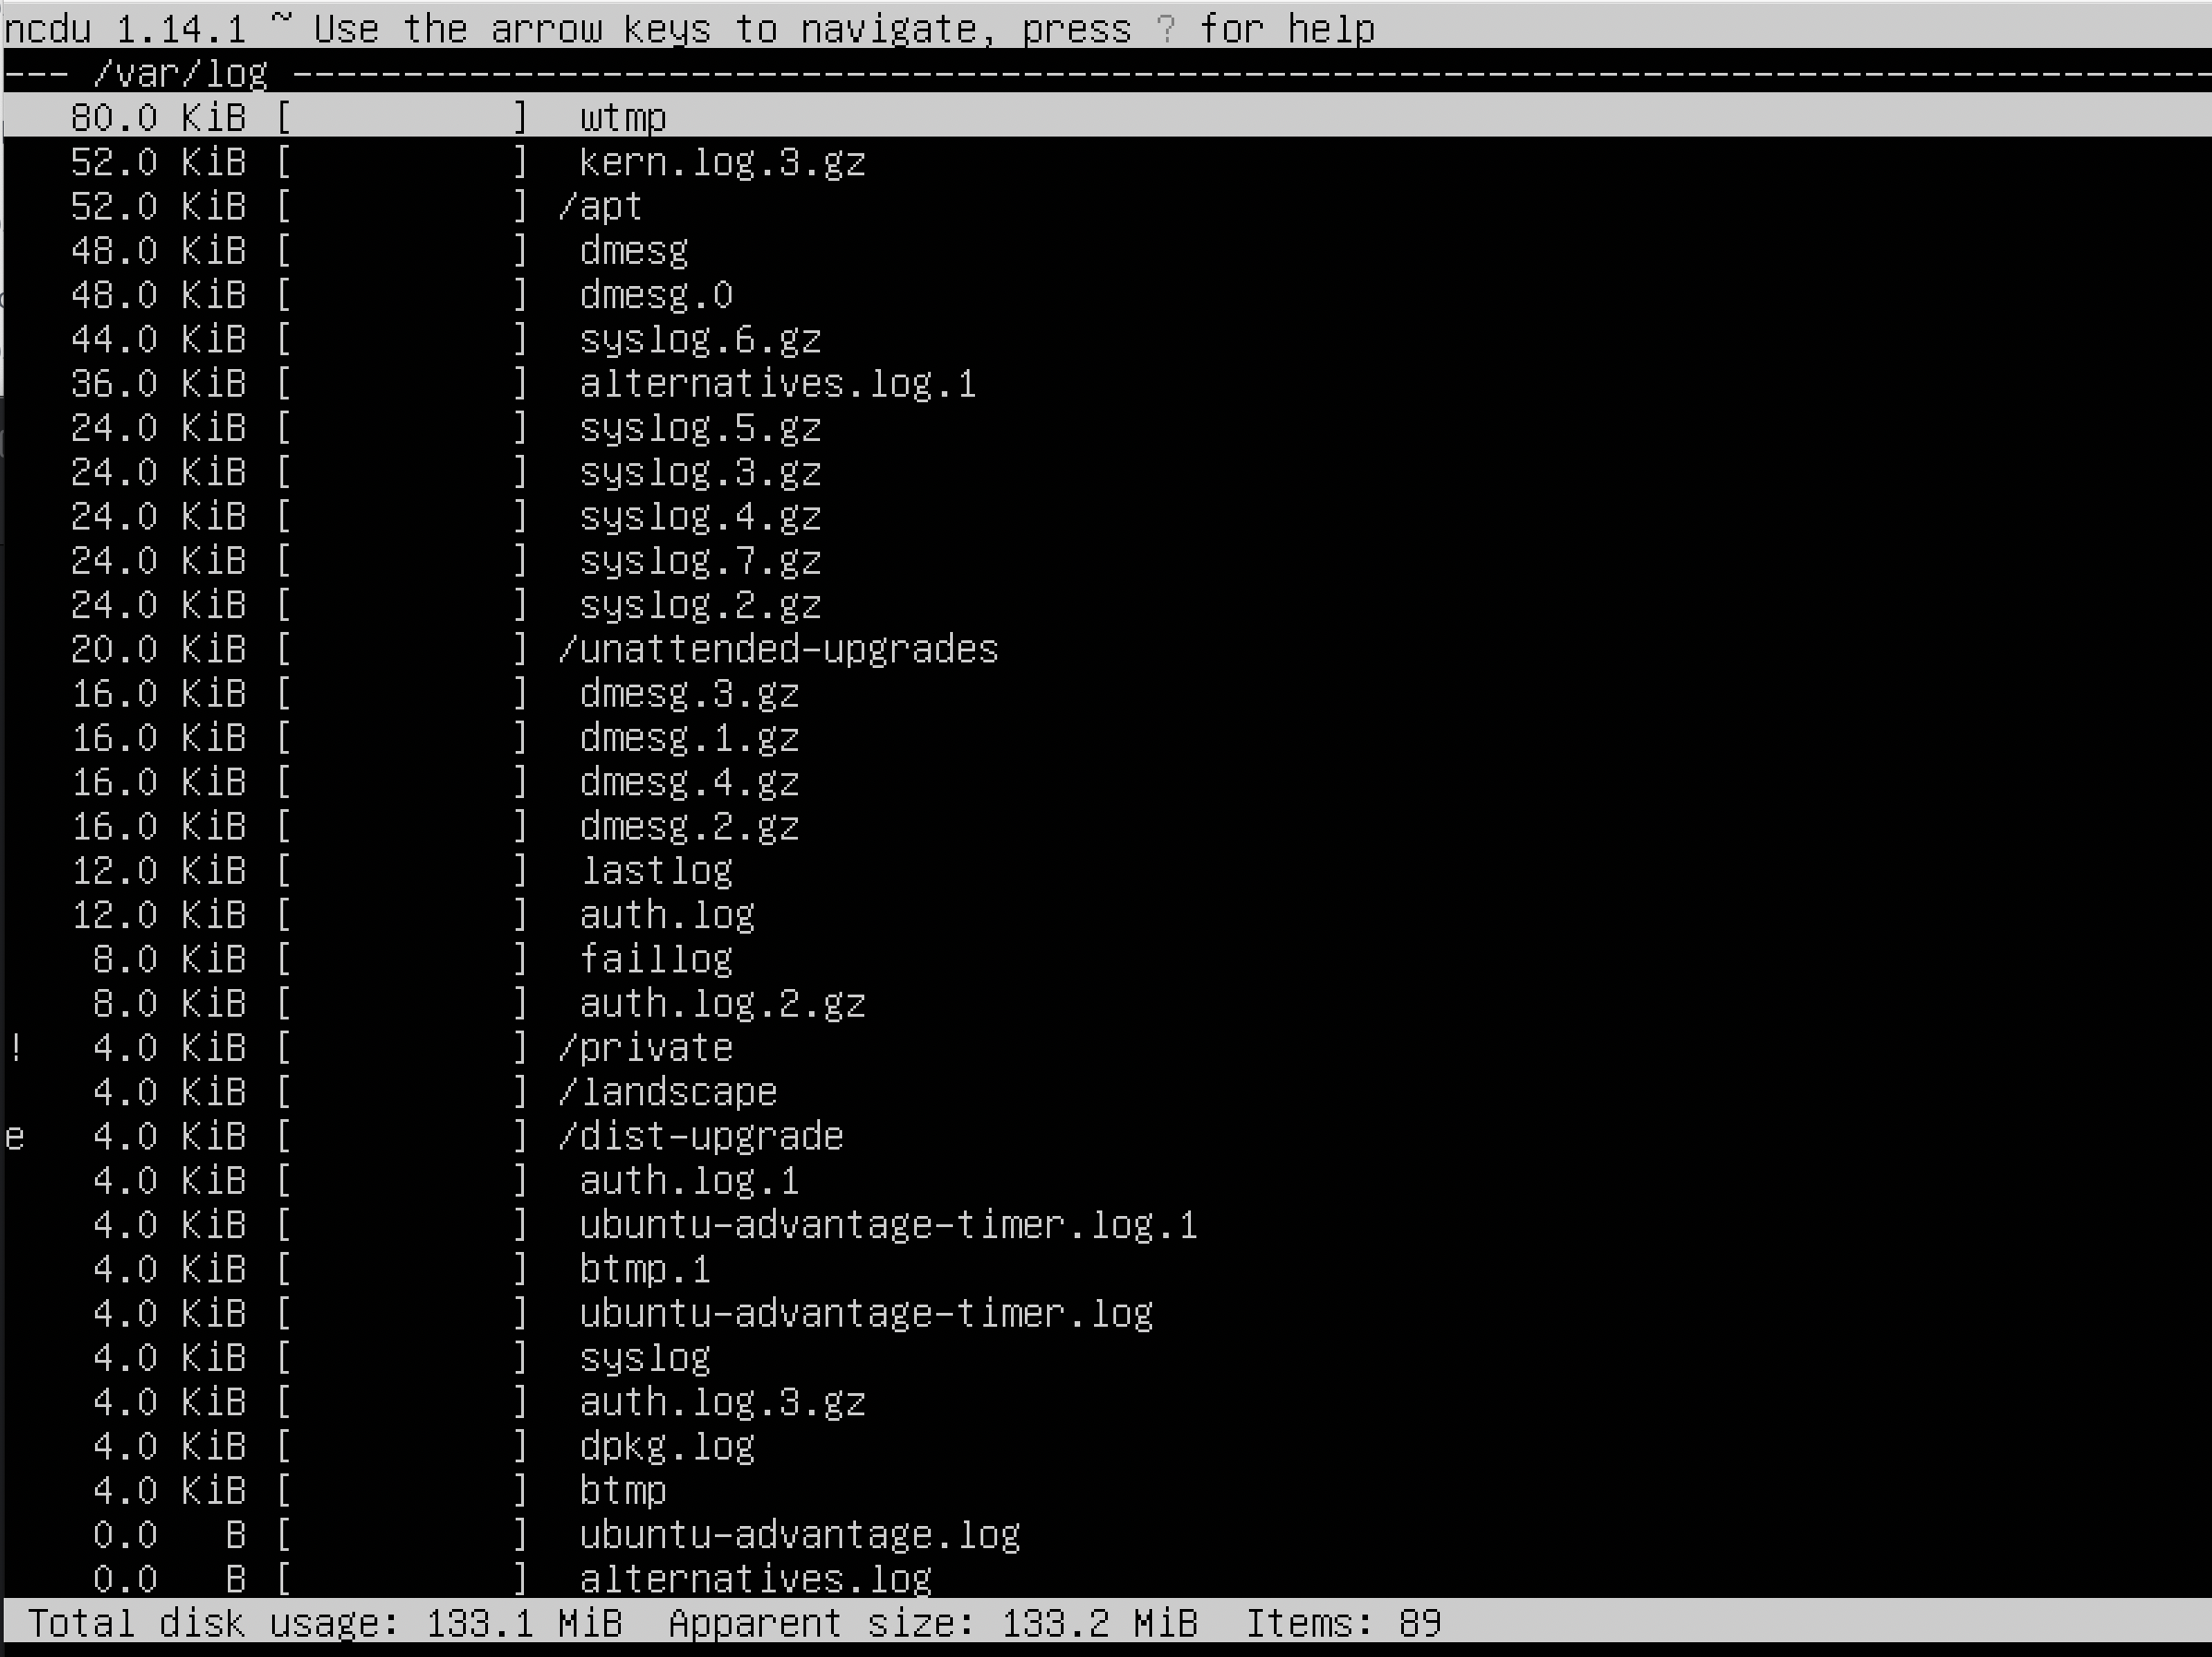 ncdu 1.14.1 ~ Use the arrow keys to navigate, press ? for help
--- /var/log ---------------------------------------------------------------------------------------
80.0 KiB [          ]  wtmp
52.0 KiB [          ]  kern.log.3.gz
52.0 KiB [          ] /apt
48.0 KiB [          ]  dmesg
48.0 KiB [          ]  dmesg.0
44.0 KiB [          ]  syslog.6.gz
36.0 KiB [          ]  alternatives.log.1
24.0 KiB [          ]  syslog.5.gz
24.0 KiB [          ]  syslog.3.gz
24.0 KiB [          ]  syslog.4.gz
24.0 KiB [          ]  syslog.7.gz
24.0 KiB [          ]  syslog.2.gz
20.0 KiB [          ] /unattended-upgrades
16.0 KiB [          ]  dmesg.3.gz
16.0 KiB [          ]  dmesg.1.gz
16.0 KiB [          ]  dmesg.4.gz
16.0 KiB [          ]  dmesg.2.gz
12.0 KiB [          ]  lastlog
12.0 KiB [          ]  auth.log
8.0 KiB [          ]  faillog
8.0 KiB [          ]  auth.log.2.gz
! 4.0 KiB [          ] /private
4.0 KiB [          ] /landscape
e 4.0 KiB [          ] /dist-upgrade
4.0 KiB [          ]  auth.log.1
4.0 KiB [          ]  ubuntu-advantage-timer.log.1
4.0 KiB [          ]  btmp.1
4.0 KiB [          ]  ubuntu-advantage-timer.log
4.0 KiB [          ]  syslog
4.0 KiB [          ]  auth.log.3.gz
4.0 KiB [          ]  dpkg.log
4.0 KiB [          ]  btmp
0.0   B [          ]  ubuntu-advantage.log
0.0   B [          ]  alternatives.log
Total disk usage: 133.1 MiB  Apparent size: 133.2 MiB  Items: 89